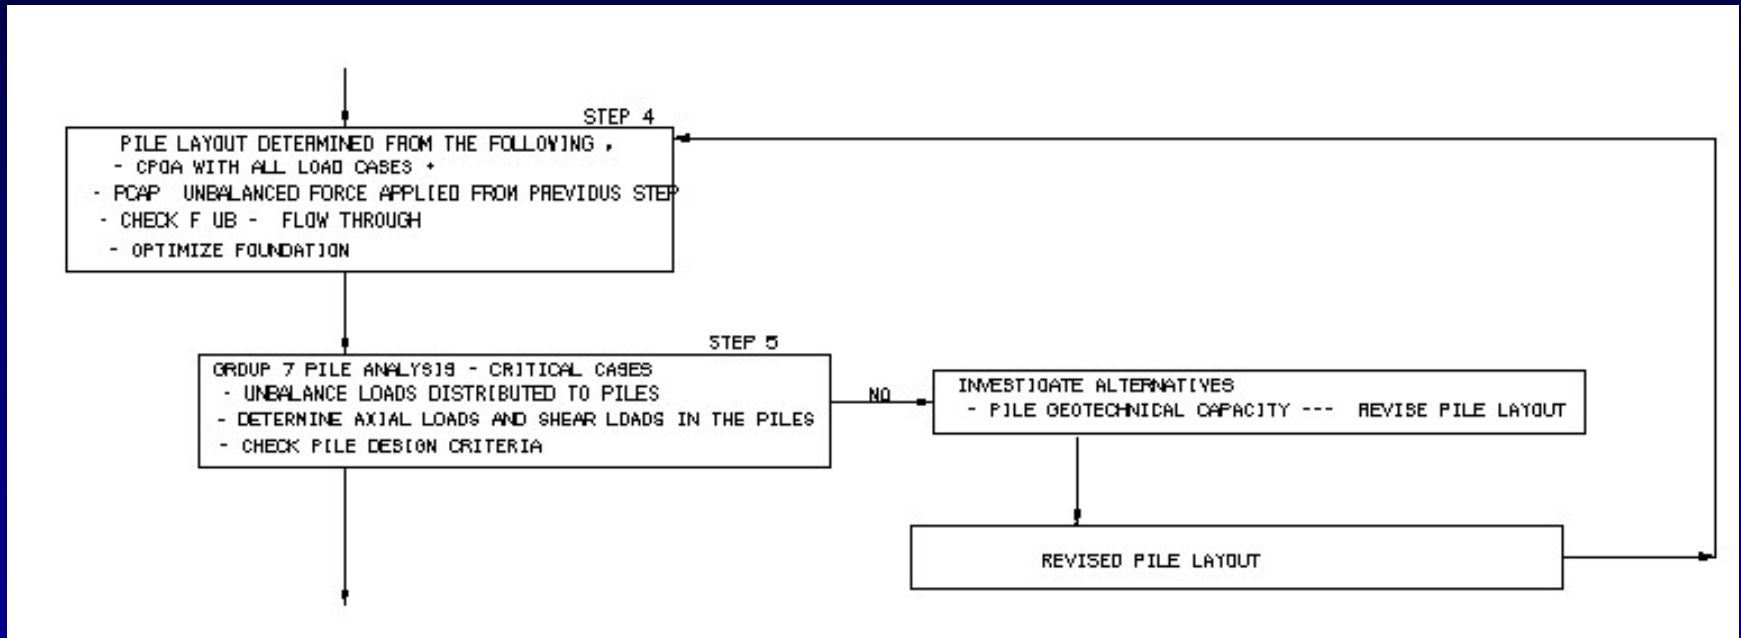 STEP 4
PILE LAYOUT DETERMINED FROM THE FOLLOWING ,
- CPGA WITH ALL LOAD CASES +
- PCAP UNBALANCED FORCE APPLIED FROM PREVIOUS STEP
- CHECK F UB - FLOW THROUGH
- OPTIMIZE FOUNDATION
STEP 5
GROUP 7 PILE ANALYSIS - CRITICAL CASES
- UNBALANCE LOADS DISTRIBUTED TO PILES
- DETERMINE AXIAL LOADS AND SHEAR LOADS IN THE PILES
- CHECK PILE DESIGN CRITERIA
NO
INVESTIGATE ALTERNATIVES
- PILE GEOTECHNICAL CAPACITY --- REVISE PILE LAYOUT
REVISED PILE LAYOUT